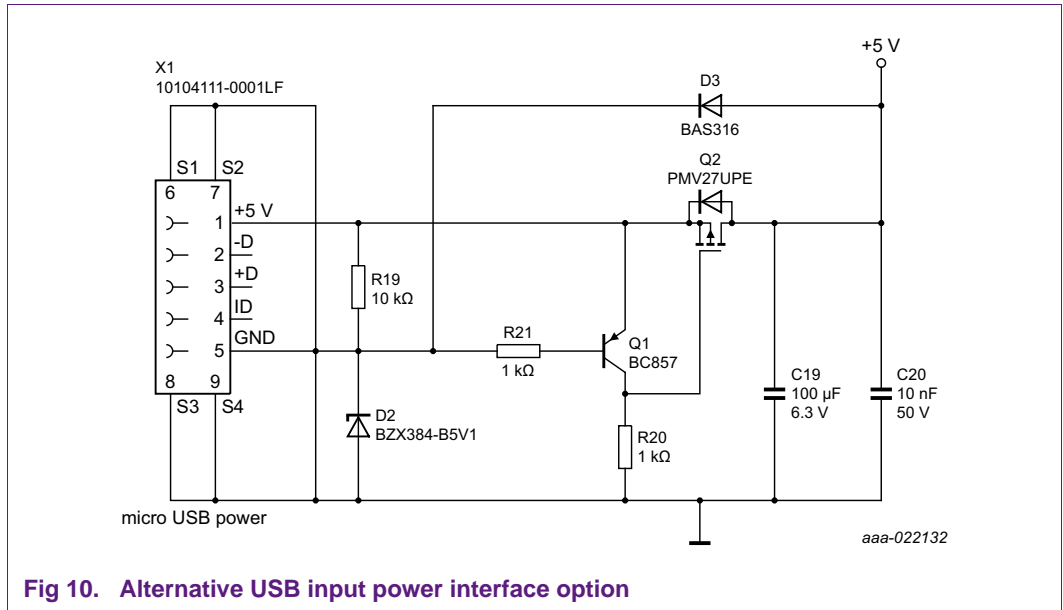 +5 V
X1
10104111-0001LF
D3
BAS316
S1 S2
Q2
PMV27UPE
6 7
1 +5 V
2 -D
3 +D
4 ID
5 GND
R19
10 kΩ
R21
1 kΩ
Q1
BC857
8 9
S3 S4
D2
BZX384-B5V1
R20
1 kΩ
C19
100 µF
6.3 V
C20
10 nF
50 V
micro USB power
aaa-022132
Fig 10. Alternative USB input power interface option